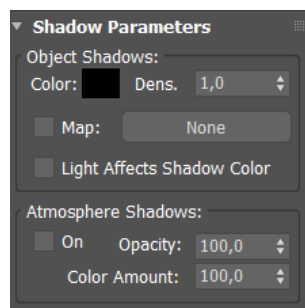 Shadow Parameters
Object Shadows:
Color: Dens. 1,0
Map: None
Light Affects Shadow Color
Atmosphere Shadows:
On Opacity: 100,0
Color Amount: 100,0